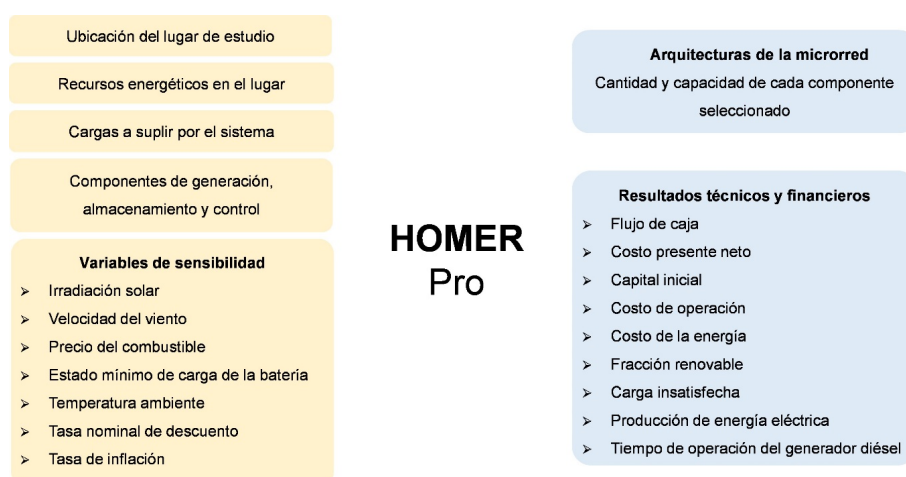 Ubicación del lugar de estudio
Recursos energéticos en el lugar
Cargas a suplir por el sistema
Componentes de generación,
almacenamiento y control
Variables de sensibilidad
➢ Irradiación solar
➢ Velocidad del viento
➢ Precio del combustible
➢ Estado mínimo de carga de la batería
➢ Temperatura ambiente
➢ Tasa nominal de descuento
➢ Tasa de inflación
HOMER
Pro
Arquitecturas de la microrred
Cantidad y capacidad de cada componente
seleccionado
Resultados técnicos y financieros
➢ Flujo de caja
➢ Costo presente neto
➢ Capital inicial
➢ Costo de operación
➢ Costo de la energía
➢ Fracción renovable
➢ Carga insatisfecha
➢ Producción de energía eléctrica
➢ Tiempo de operación del generador diésel